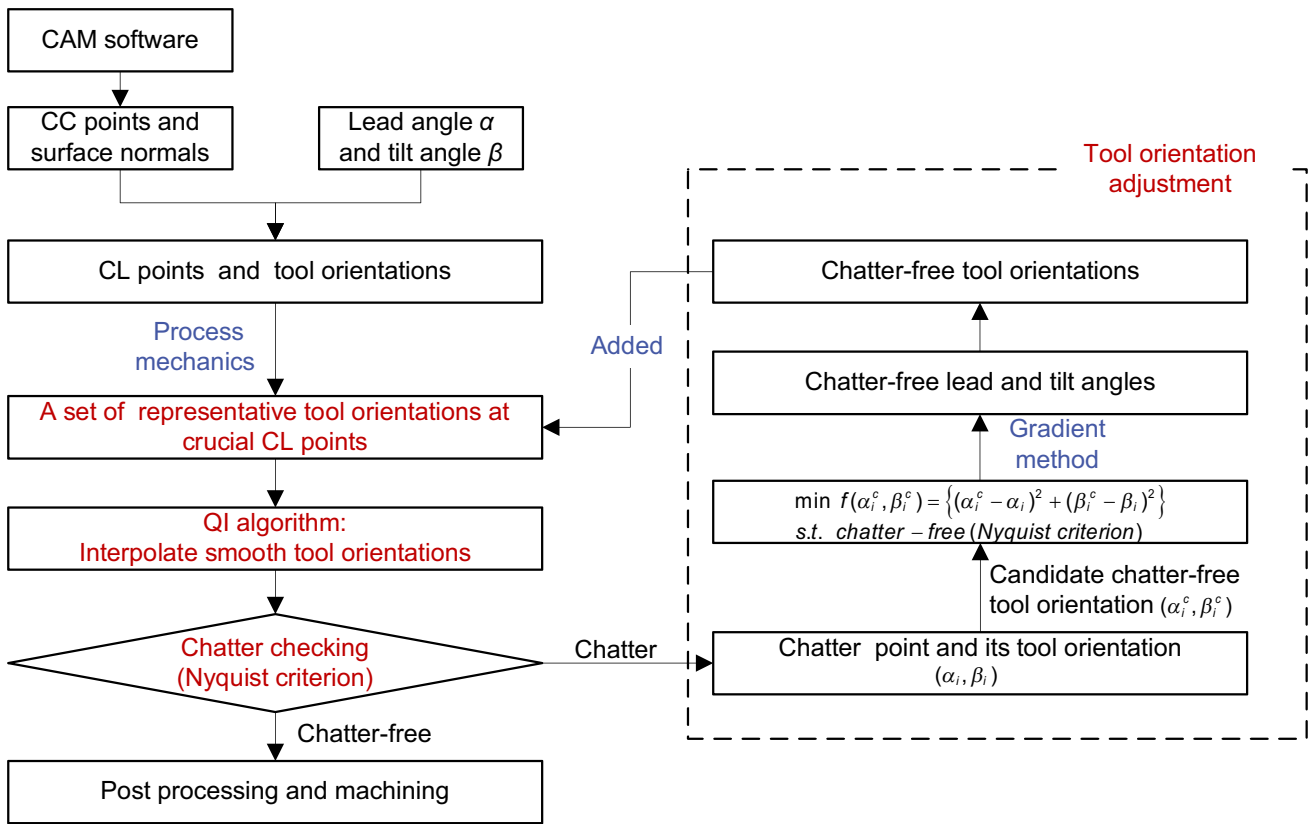 CAM software
CC points and
surface normals
Lead angle α
and tilt angle β
CL points and tool orientations
Process
mechanics
A set of representative tool orientations at
crucial CL points
QI algorithm:
Interpolate smooth tool orientations
Chatter checking
(Nyquist criterion)
Chatter
Chatter-free
Post processing and machining
Tool orientation
adjustment
Chatter-free tool orientations
Added
Chatter-free lead and tilt angles
Gradient
method
min f(α_i^c, β_i^c) = {(α_i^c − α_i)² + (β_i^c − β_i)²}
s.t. chatter − free (Nyquist criterion)
Candidate chatter-free
tool orientation (α_i^c, β_i^c)
Chatter point and its tool orientation
(α_i, β_i)